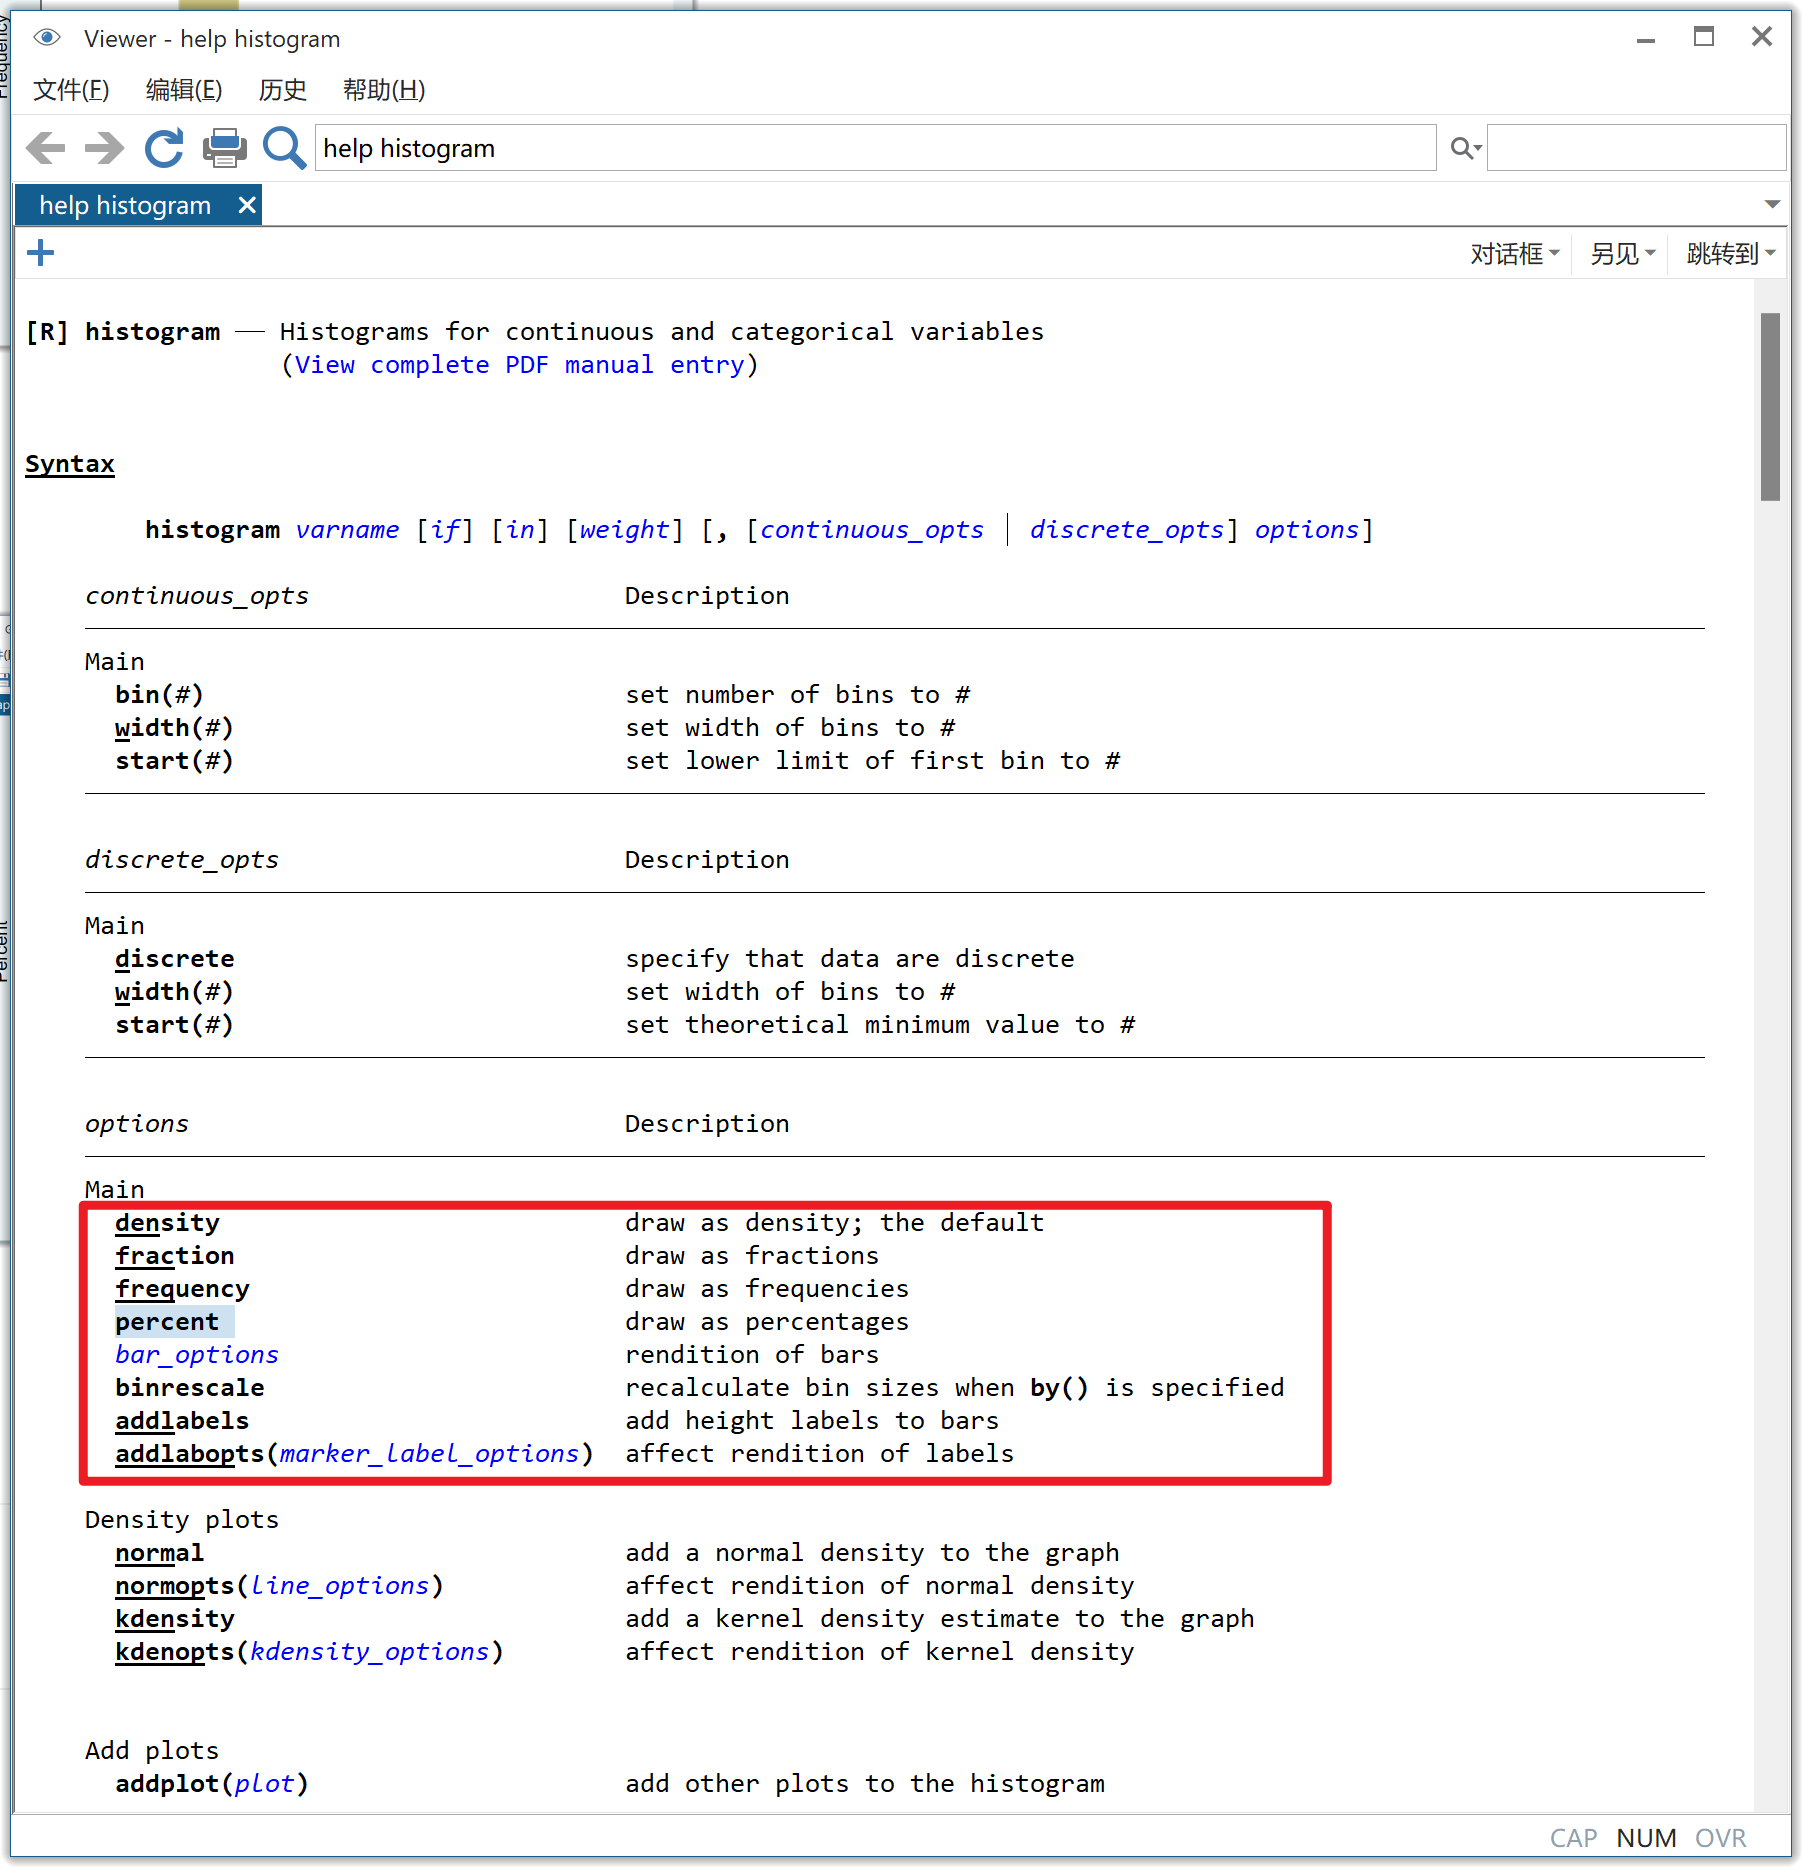 Viewer - help histogram
文件(F) 编辑(E) 历史 帮助(H)
help histogram
help histogram
对话框 另见 跳转到
[R] histogram —— Histograms for continuous and categorical variables
(View complete PDF manual entry)
Syntax
histogram varname [if] [in] [weight] [, [continuous_opts | discrete_opts] options]
continuous_opts Description
Main
bin(#) set number of bins to #
width(#) set width of bins to #
start(#) set lower limit of first bin to #
discrete_opts Description
Main
discrete specify that data are discrete
width(#) set width of bins to #
start(#) set theoretical minimum value to #
options Description
Main
density draw as density; the default
fraction draw as fractions
frequency draw as frequencies
percent draw as percentages
bar_options rendition of bars
binrescale recalculate bin sizes when by() is specified
addlabels add height labels to bars
addlabopts(marker_label_options) affect rendition of labels
Density plots
normal add a normal density to the graph
normopts(line_options) affect rendition of normal density
kdensity add a kernel density estimate to the graph
kdenopts(kdensity_options) affect rendition of kernel density
Add plots
addplot(plot) add other plots to the histogram
CAP NUM OVR
Frequency
Percent